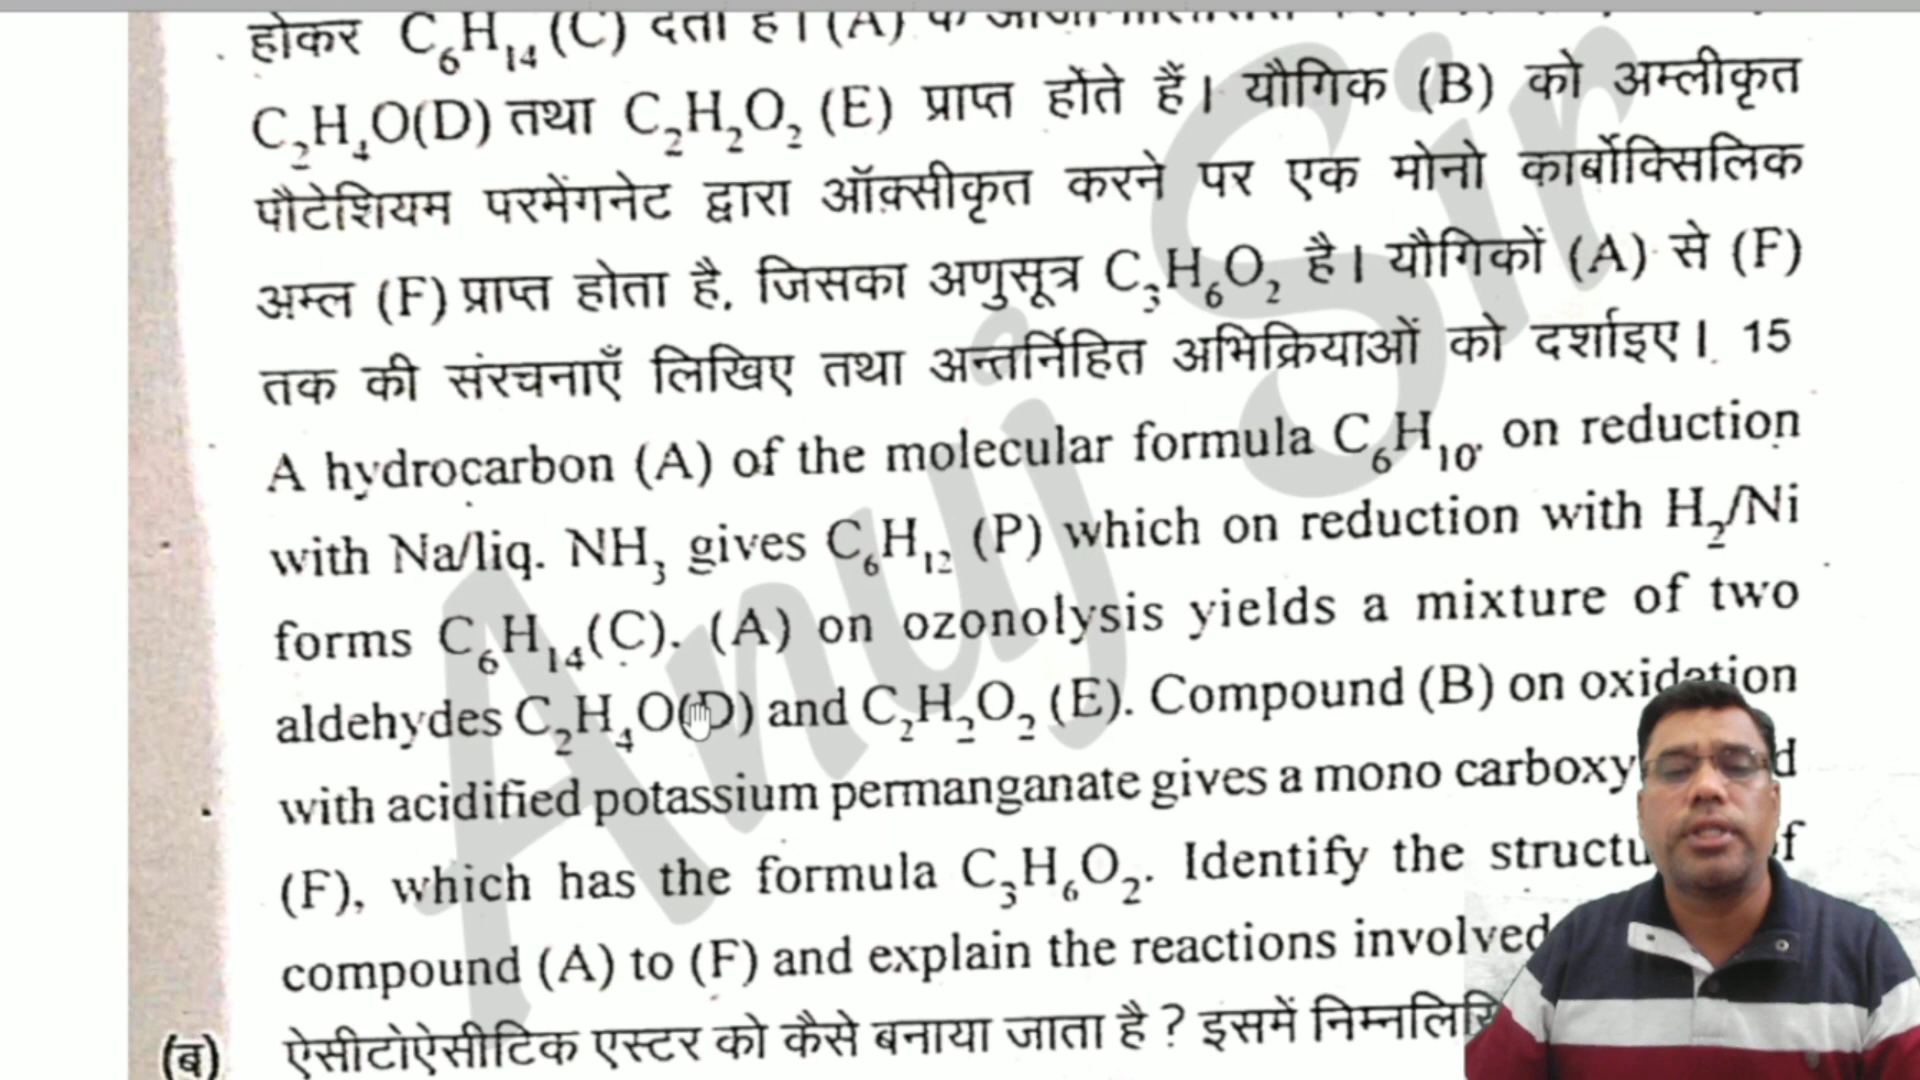 होकर C₆H₁₄ (C) देता है। (A) के
C₂H₄O(D) तथा C₂H₂O₂ (E) प्राप्त होते हैं। यौगिक (B) को अम्लीकृत
पौटेशियम परमेंगनेट द्वारा ऑक्सीकृत करने पर एक मोनो कार्बोक्सिलिक
अम्ल (F) प्राप्त होता है, जिसका अणुसूत्र C₃H₆O₂ है। यौगिकों (A) से (F)
तक की संरचनाएँ लिखिए तथा अन्तर्निहित अभिक्रियाओं को दर्शाइए। 15
A hydrocarbon (A) of the molecular formula C₆H₁₀ on reduction
with Na/liq. NH₃ gives C₆H₁₂ (P) which on reduction with H₂/Ni
forms C₆H₁₄(C). (A) on ozonolysis yields a mixture of two
aldehydes C₂H₄O(D) and C₂H₂O₂ (E). Compound (B) on oxidation
with acidified potassium permanganate gives a mono
(F), which has the formula C₃H₆O₂. Identify the
compound (A) to (F) and explain the reactions involved
(ब) ऐसीटोऐसीटिक एस्टर को कैसे बनाया जाता है ? इसमें
Anuj Sir